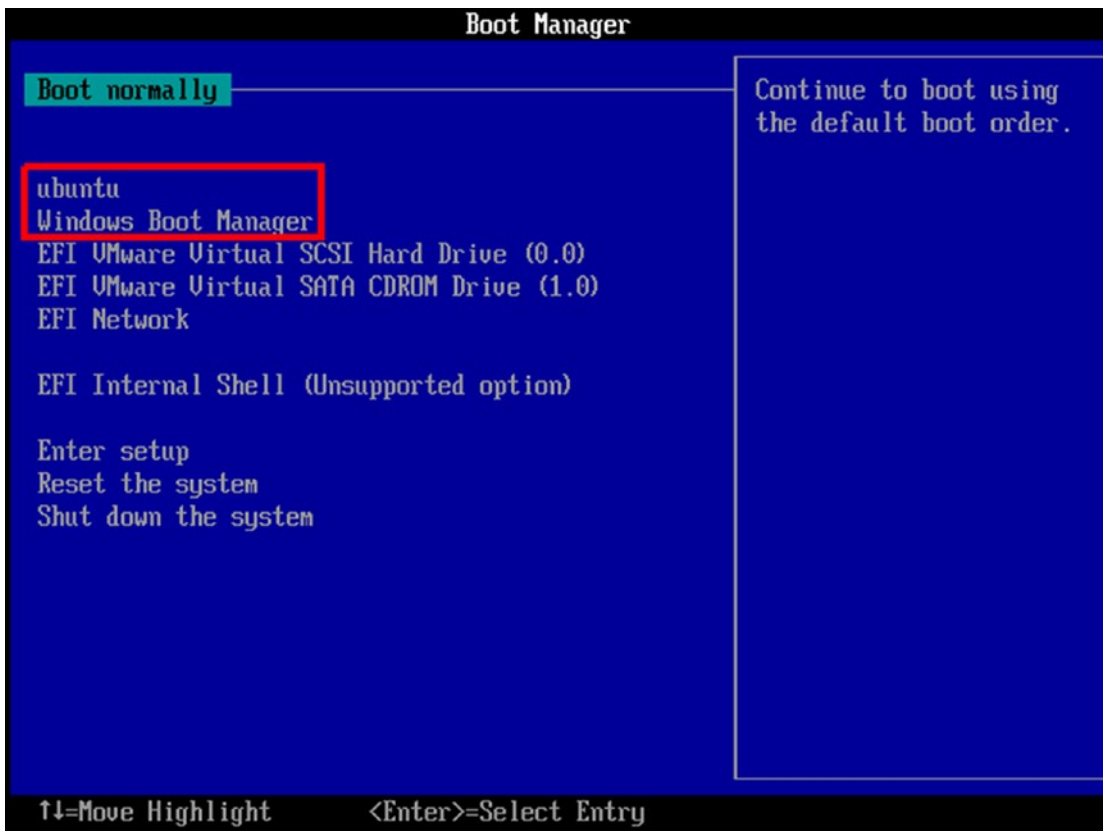 Boot Manager
Boot normally
Continue to boot using
the default boot order.
ubuntu
Windows Boot Manager
EFI VMware Virtual SCSI Hard Drive (0.0)
EFI VMware Virtual SATA CDROM Drive (1.0)
EFI Network
EFI Internal Shell (Unsupported option)
Enter setup
Reset the system
Shut down the system
↑↓=Move Highlight <Enter>=Select Entry